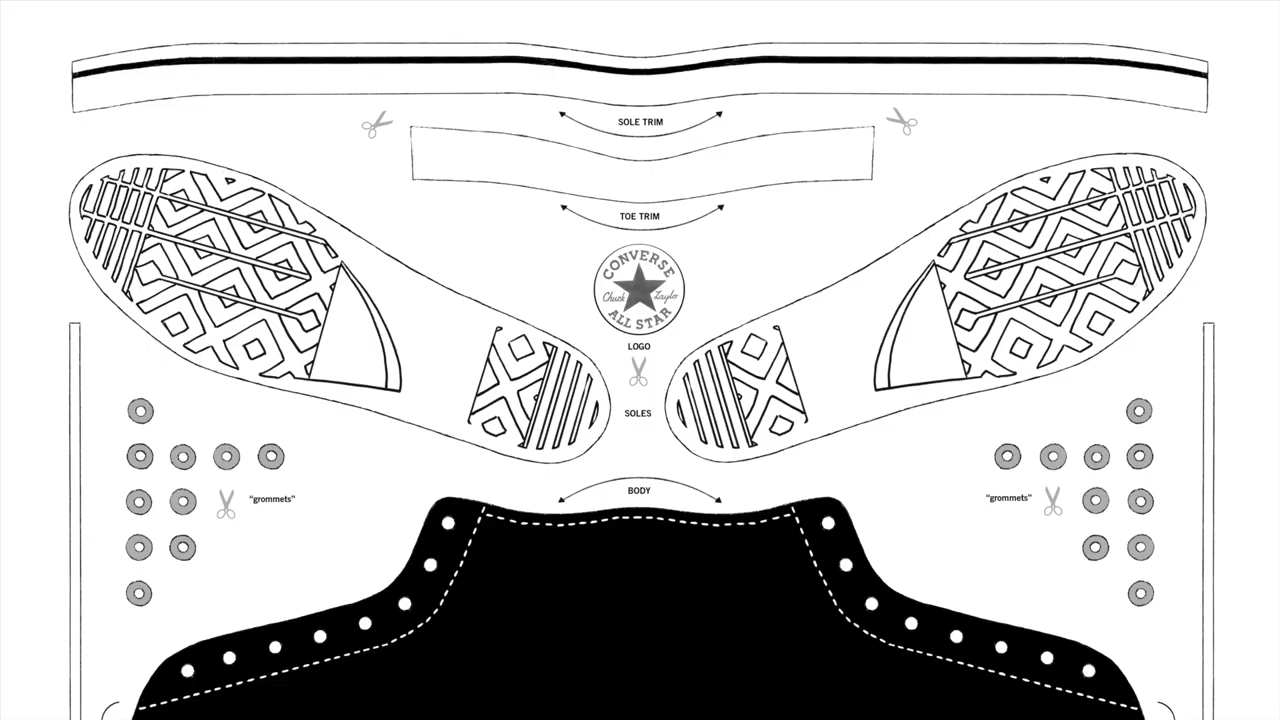 SOLE TRIM
TOE TRIM
CONVERSE
Chuck Taylor
ALL STAR
LOGO
SOLES
BODY
"grommets"
"grommets"